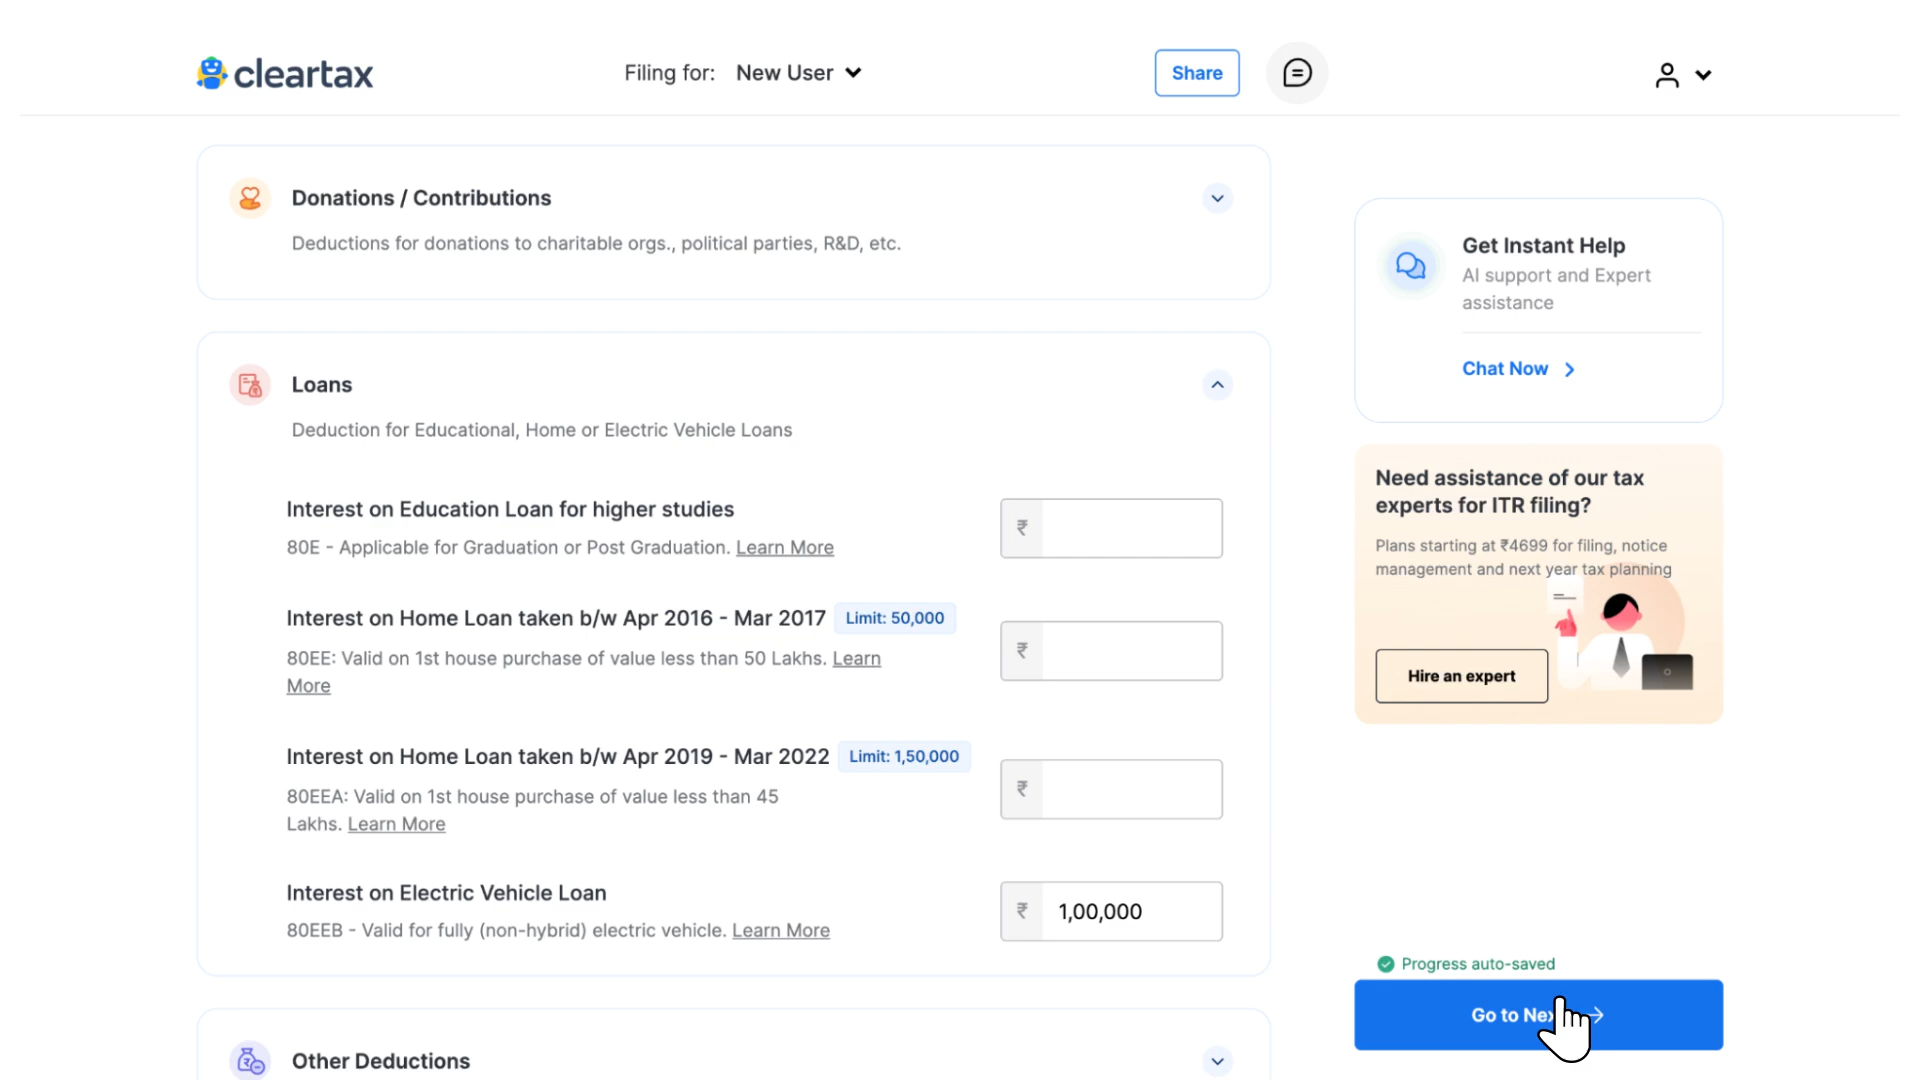 cleartax
Filing for: New User
Share
Donations / Contributions
Deductions for donations to charitable orgs., political parties, R&D, etc.
Loans
Deduction for Educational, Home or Electric Vehicle Loans
Interest on Education Loan for higher studies
80E - Applicable for Graduation or Post Graduation. Learn More
₹
Interest on Home Loan taken b/w Apr 2016 - Mar 2017 Limit: 50,000
80EE: Valid on 1st house purchase of value less than 50 Lakhs. Learn
More
₹
Interest on Home Loan taken b/w Apr 2019 - Mar 2022 Limit: 1,50,000
80EEA: Valid on 1st house purchase of value less than 45
Lakhs. Learn More
₹
Interest on Electric Vehicle Loan
80EEB - Valid for fully (non-hybrid) electric vehicle. Learn More
₹ 1,00,000
Other Deductions
Get Instant Help
AI support and Expert
assistance
Chat Now
Need assistance of our tax
experts for ITR filing?
Plans starting at ₹4699 for filing, notice
management and next year tax planning
Hire an expert
Progress auto-saved
Go to